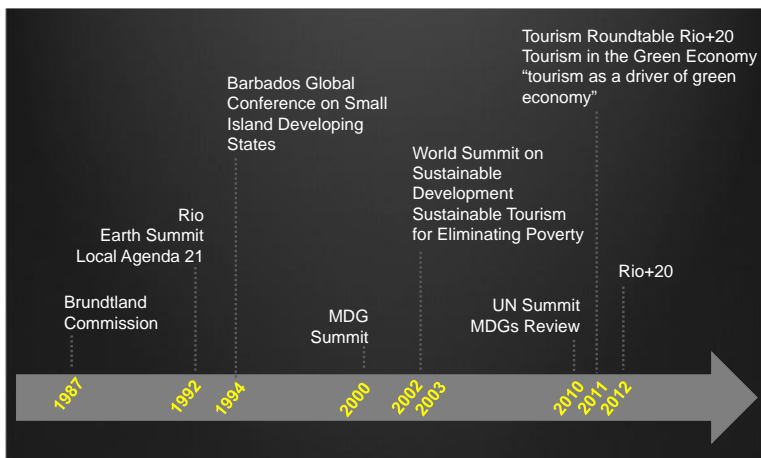 Tourism Roundtable Rio+20
Tourism in the Green Economy
“tourism as a driver of green
economy”
Barbados Global
Conference on Small
Island Developing
States
World Summit on
Sustainable
Development
Sustainable Tourism
for Eliminating Poverty
Rio
Earth Summit
Local Agenda 21
Rio+20
Brundtland
Commission
MDG
Summit
UN Summit
MDGs Review
1987
1992
1994
2000
2002
2003
2010
2011
2012